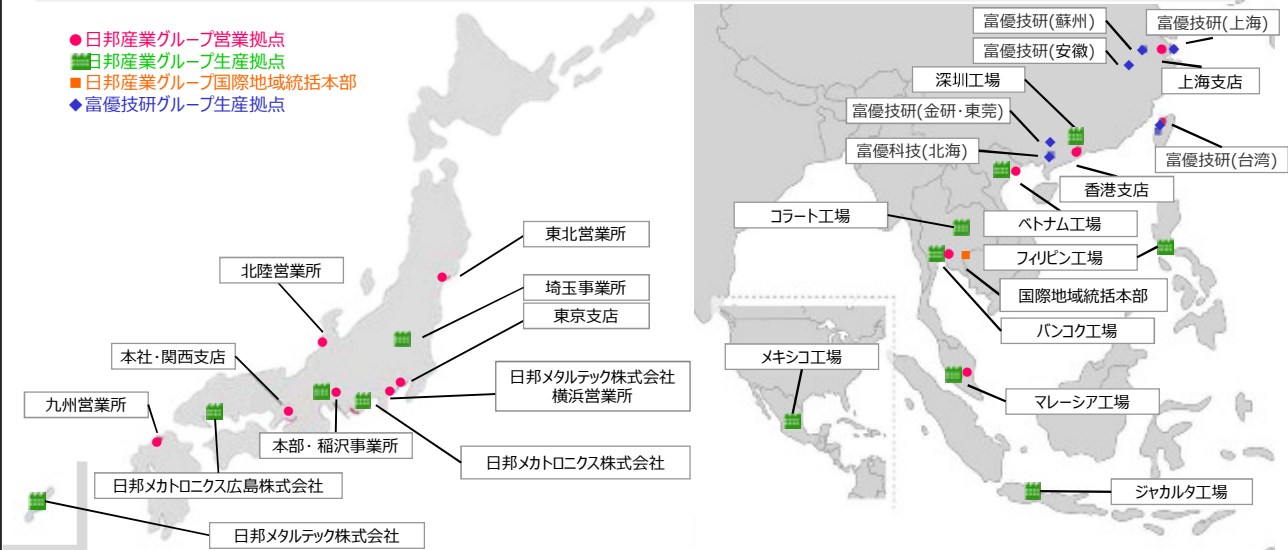 日邦産業グループ営業拠点
日邦産業グループ生産拠点
日邦産業グループ国際地域統括本部
富優技研グループ生産拠点
東北営業所
北陸営業所
埼玉事業所
東京支店
本社・関西支店
日邦メタルテック株式会社
横浜営業所
九州営業所
本部・稲沢事業所
日邦メカトロニクス株式会社
日邦メカトロニクス広島株式会社
日邦メタルテック株式会社
富優技研(蘇州)
富優技研(上海)
富優技研(安徽)
上海支店
深圳工場
富優技研(金研・東莞)
富優科技(北海)
富優技研(台湾)
香港支店
コラート工場
ベトナム工場
フィリピン工場
国際地域統括本部
バンコク工場
メキシコ工場
マレーシア工場
ジャカルタ工場